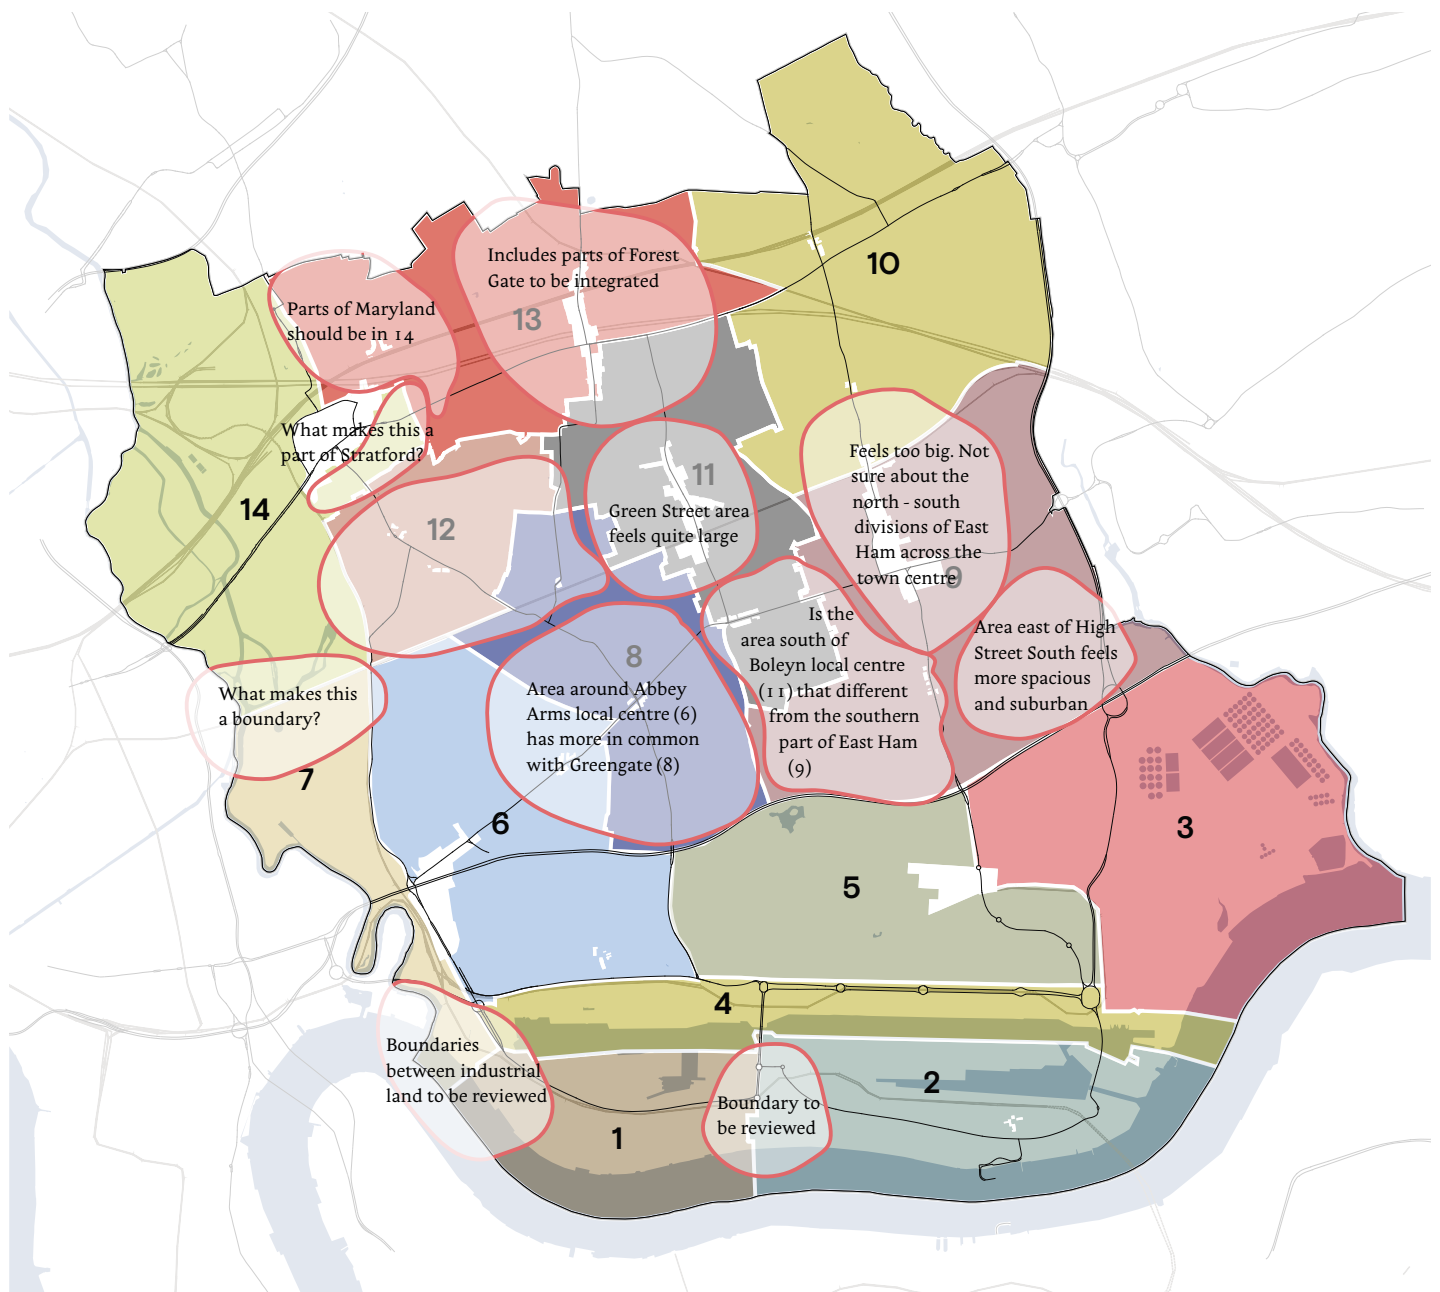 Includes parts of Forest
Gate to be integrated
10
Parts of Maryland
should be in 14
13
What makes this a
part of Stratford?
14
12
11
Green Street area
feels quite large
Feels too big. Not
sure about the
north - south
divisions of East
Ham across the
town centre
9
Is the
area south of
Boleyn local centre
(11) that different
from the southern
part of East Ham
(9)
Area east of High
Street South feels
more spacious
and suburban
8
Area around Abbey
Arms local centre (6)
has more in common
with Greengate (8)
What makes this
a boundary?
7
6
3
5
4
Boundaries
between industrial
land to be reviewed
2
Boundary to
be reviewed
1